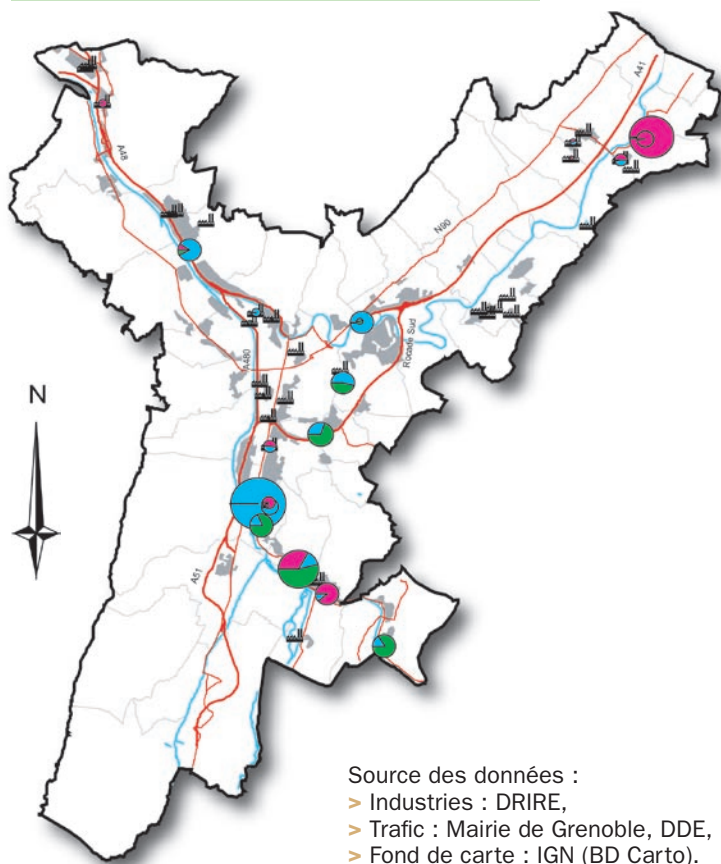 A41
A48
N90
Rocade Sud
A480
N
A51
Source des données :
> Industries : DRIRE,
> Trafic : Mairie de Grenoble, DDE,
> Fond de carte : IGN (BD Carto).